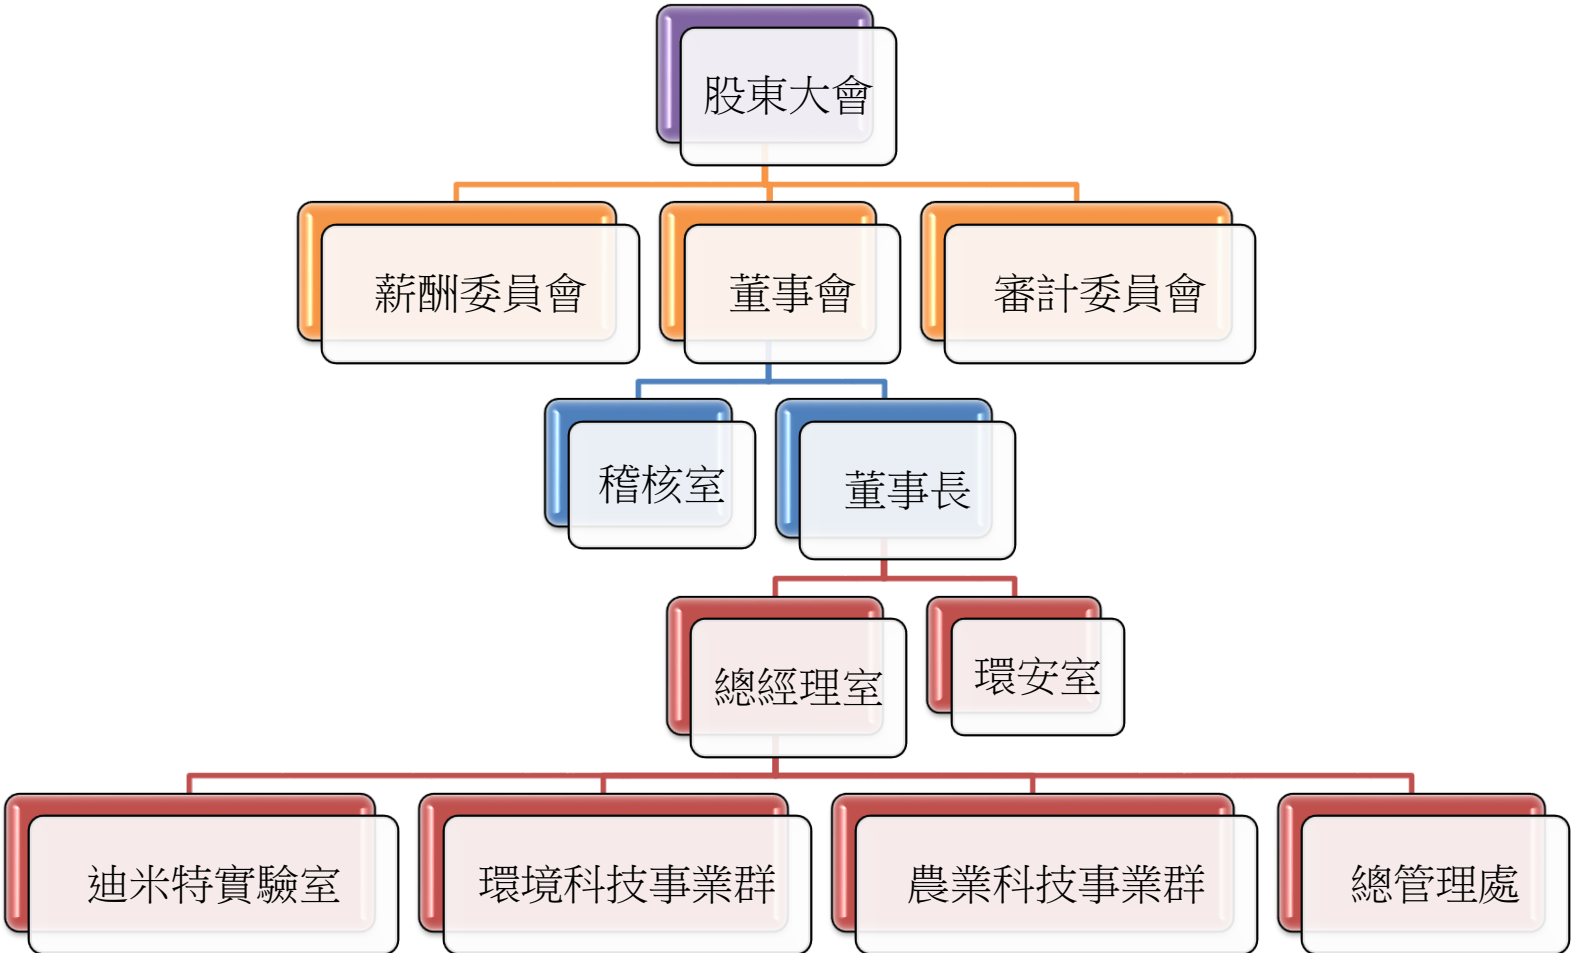 股東大會
薪酬委員會
董事會
審計委員會
稽核室
董事長
總經理室
環安室
迪米特實驗室
環境科技事業群
農業科技事業群
總管理處